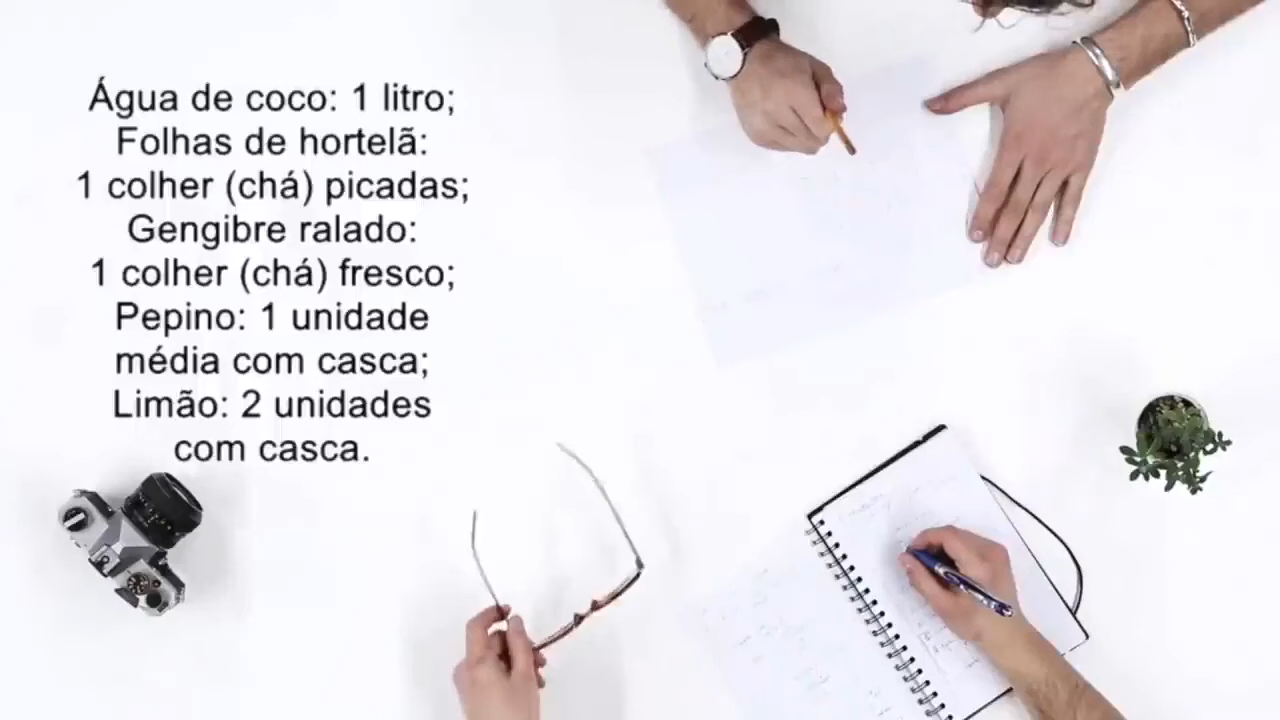 Água de coco: 1 litro;
Folhas de hortelã:
1 colher (chá) picadas;
Gengibre ralado:
1 colher (chá) fresco;
Pepino: 1 unidade
média com casca;
Limão: 2 unidades
com casca.